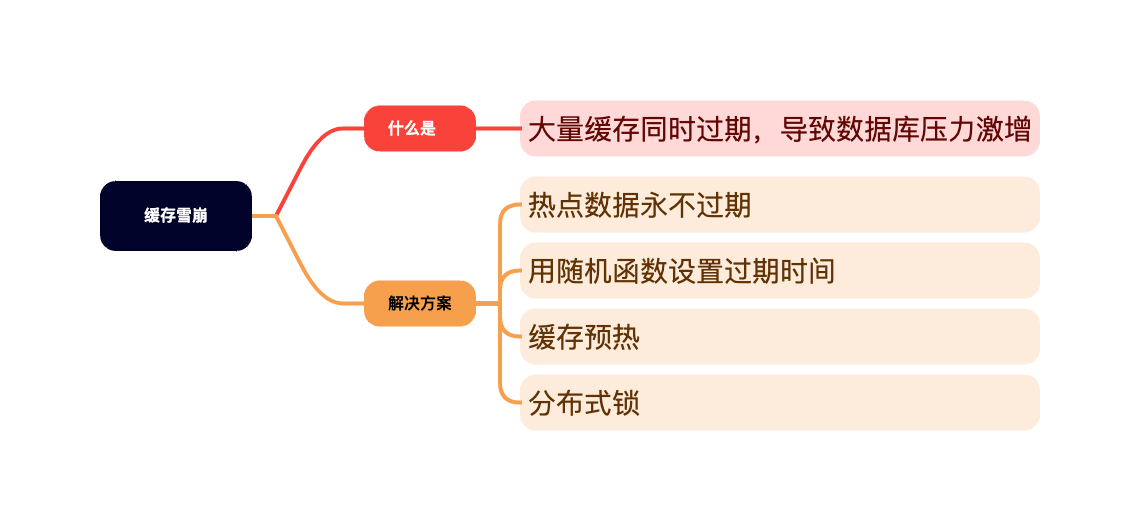 缓存雪崩
什么是
大量缓存同时过期，导致数据库压力激增
解决方案
热点数据永不过期
用随机函数设置过期时间
缓存预热
分布式锁